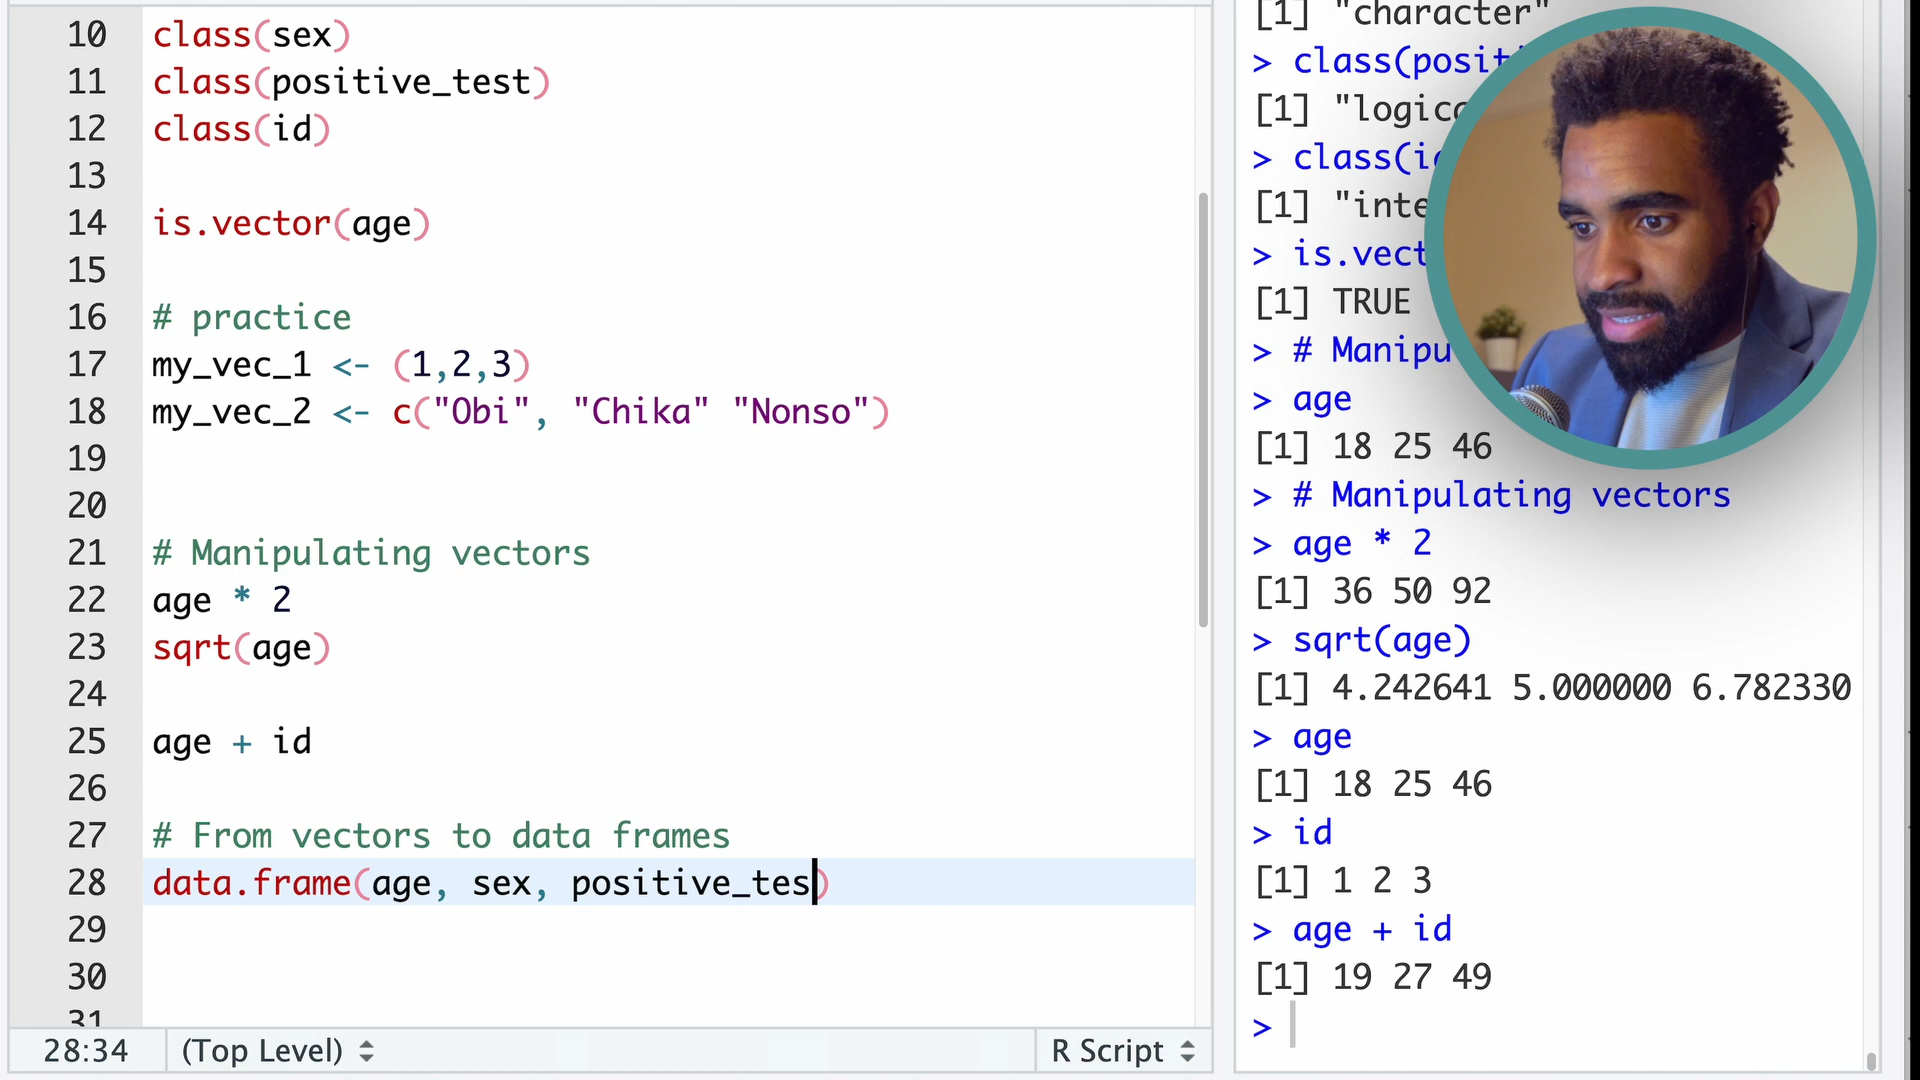 10 class(sex)
11 class(positive_test)
12 class(id)
13
14 is.vector(age)
15
16 # practice
17 my_vec_1 <- (1,2,3)
18 my_vec_2 <- c("Obi", "Chika" "Nonso")
19
20
21 # Manipulating vectors
22 age * 2
23 sqrt(age)
24
25 age + id
26
27 # From vectors to data frames
28 data.frame(age, sex, positive_tes)
29
30
31
28:34 (Top Level) R Script
[1] "character"
> class(posit
[1] "logic
> class(i
[1] "inte
> is.vect
[1] TRUE
> # Manipu
> age
[1] 18 25 46
> # Manipulating vectors
> age * 2
[1] 36 50 92
> sqrt(age)
[1] 4.242641 5.000000 6.782330
> age
[1] 18 25 46
> id
[1] 1 2 3
> age + id
[1] 19 27 49
>